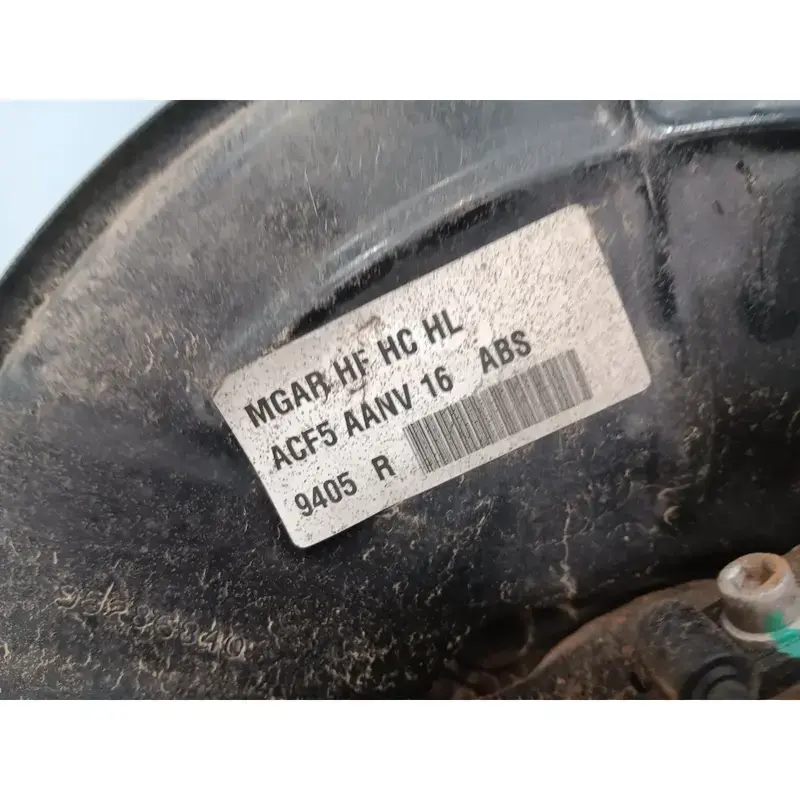 MGAR HF HC HL
ACF5 AANV 16 ABS
9405 R